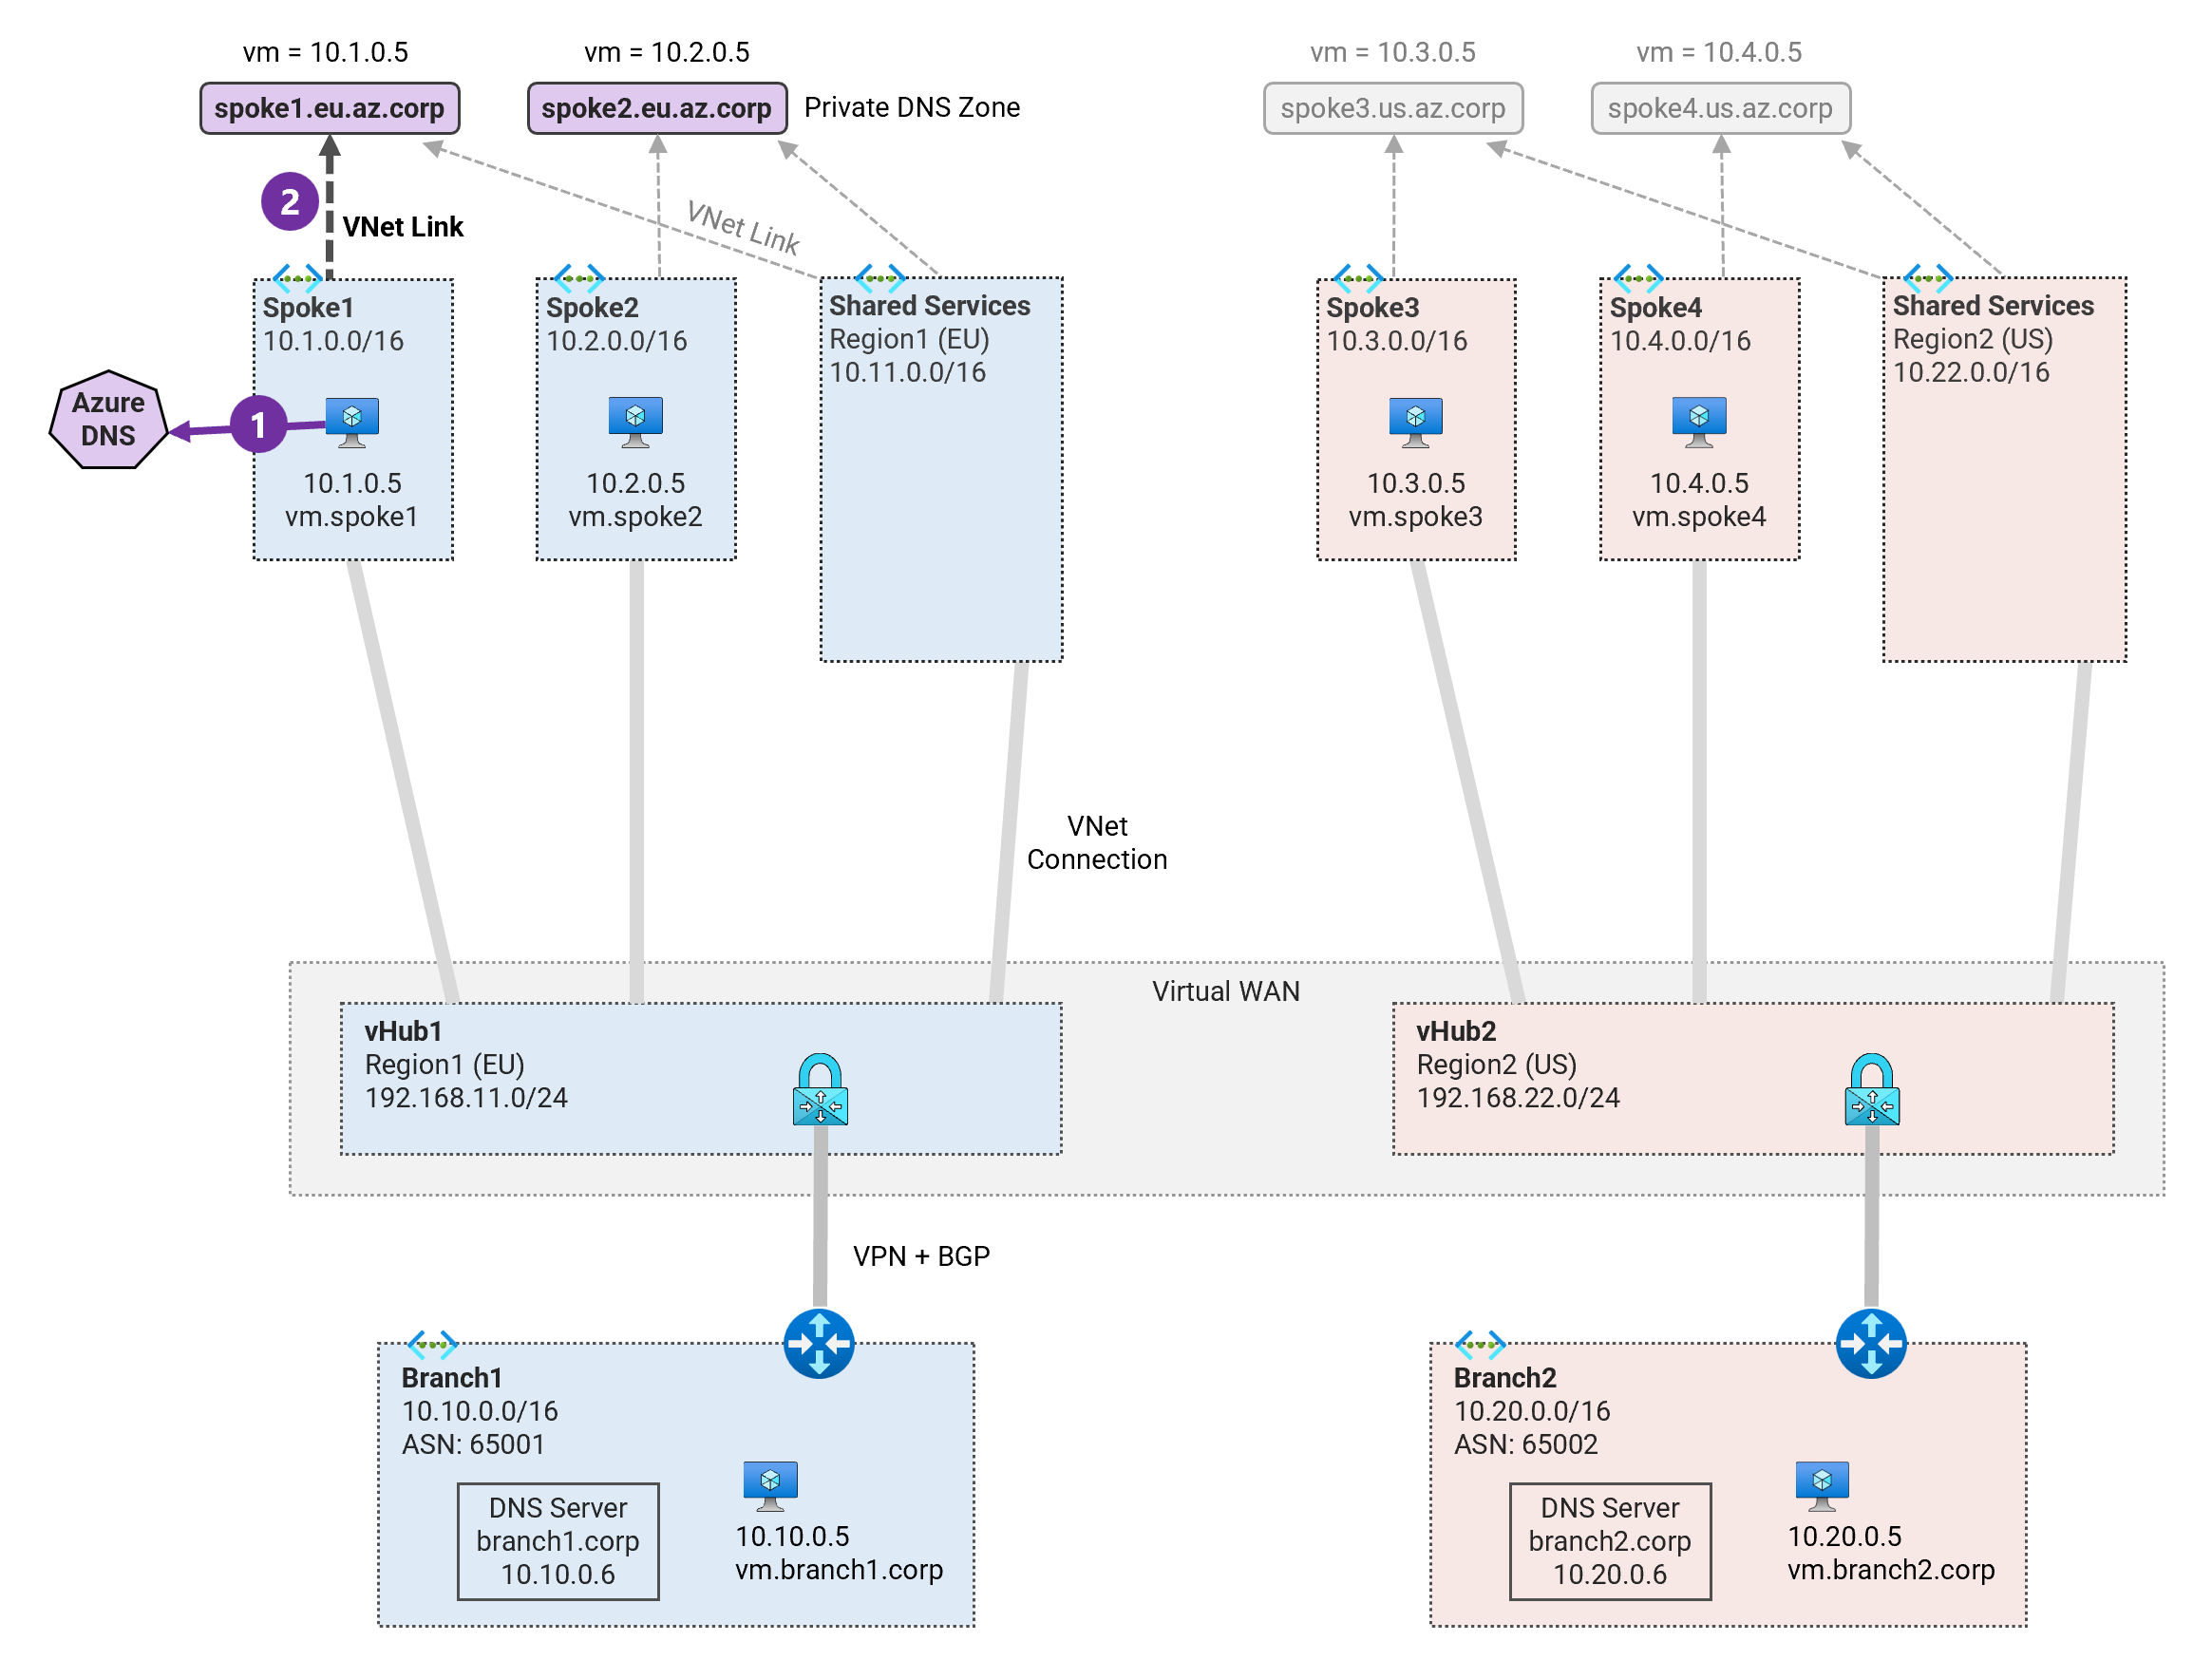 vm = 10.1.0.5
vm = 10.2.0.5
vm = 10.3.0.5
vm = 10.4.0.5
spoke1.eu.az.corp
spoke2.eu.az.corp
Private DNS Zone
spoke3.us.az.corp
spoke4.us.az.corp
2
VNet Link
VNet Link
Spoke1
10.1.0.0/16
Azure
DNS
1
10.1.0.5
vm.spoke1
Spoke2
10.2.0.0/16
10.2.0.5
vm.spoke2
Shared Services
Region1 (EU)
10.11.0.0/16
Spoke3
10.3.0.0/16
10.3.0.5
vm.spoke3
Spoke4
10.4.0.0/16
10.4.0.5
vm.spoke4
Shared Services
Region2 (US)
10.22.0.0/16
VNet
Connection
Virtual WAN
vHub1
Region1 (EU)
192.168.11.0/24
vHub2
Region2 (US)
192.168.22.0/24
VPN + BGP
Branch1
10.10.0.0/16
ASN: 65001
DNS Server
branch1.corp
10.10.0.6
10.10.0.5
vm.branch1.corp
Branch2
10.20.0.0/16
ASN: 65002
DNS Server
branch2.corp
10.20.0.6
10.20.0.5
vm.branch2.corp